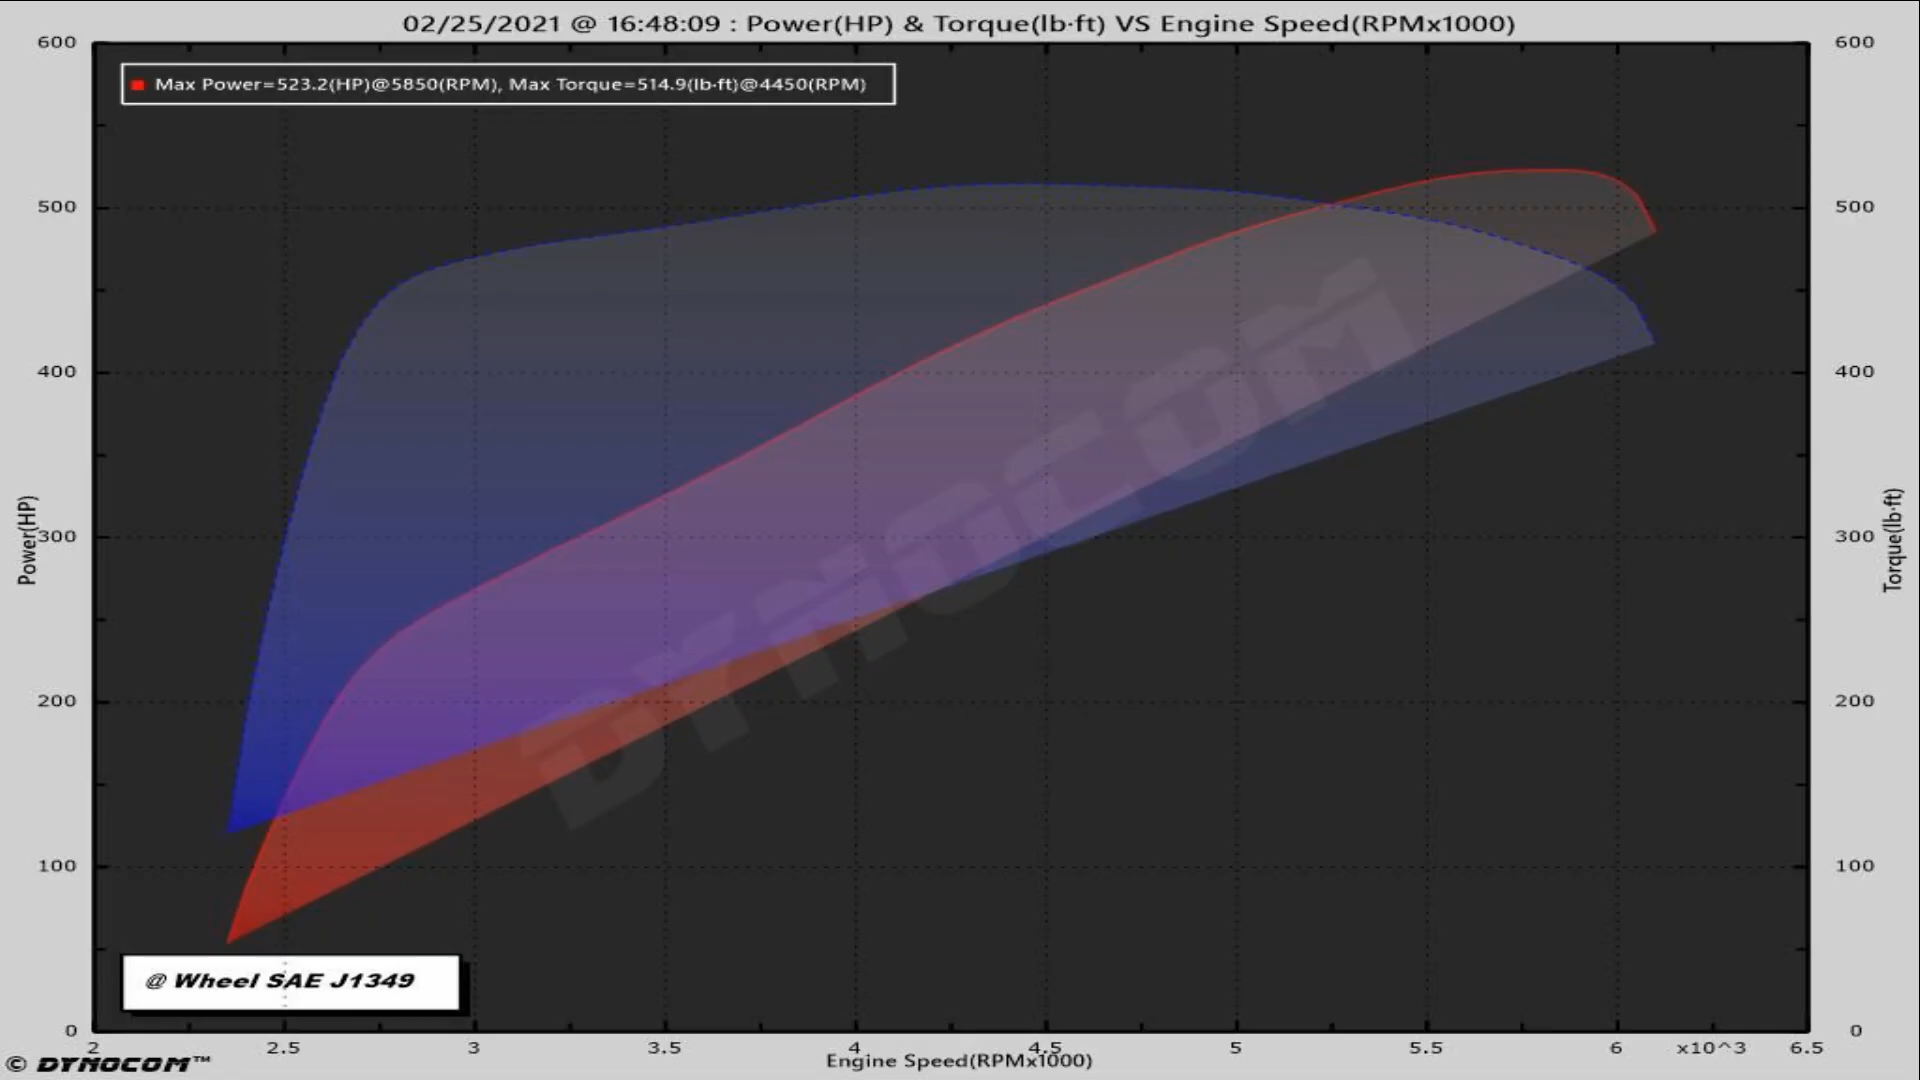 02/25/2021 @ 16:48:09 : Power(HP) & Torque(lb·ft) VS Engine Speed(RPMx1000)
600
600
Max Power=523.2(HP)@5850(RPM), Max Torque=514.9(lb·ft)@4450(RPM)
500
500
400
400
DYNOCOM
Power(HP)
300
300
Torque(lb·ft)
200
200
100
100
@ Wheel SAE J1349
0
0
2 2.5 3 3.5 4 4.5 5 5.5 6 x10^3 6.5
© DYNOCOM™
Engine Speed(RPMx1000)